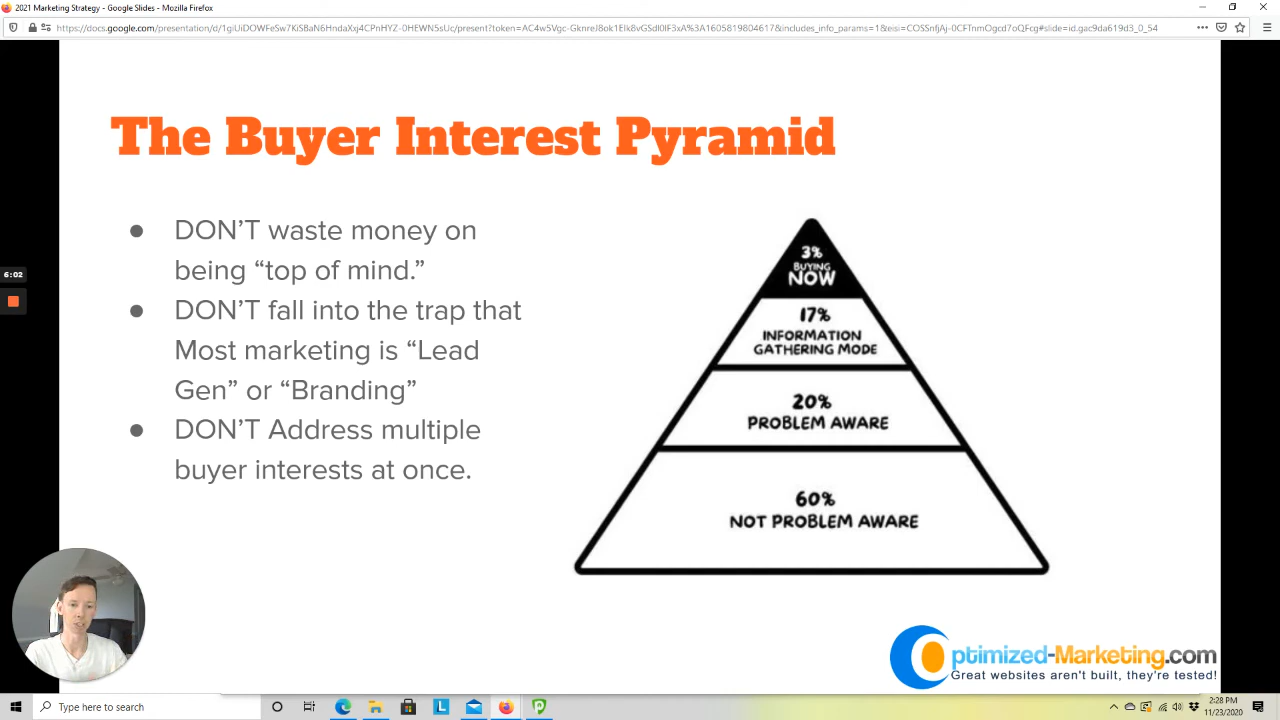 2021 Marketing Strategy - Google Slides - Mozilla Firefox
The Buyer Interest Pyramid
● DON’T waste money on
being “top of mind.”
● DON’T fall into the trap that
Most marketing is “Lead
Gen” or “Branding”
● DON’T Address multiple
buyer interests at once.
3%
BUYING
NOW
17%
INFORMATION
GATHERING MODE
20%
PROBLEM AWARE
60%
NOT PROBLEM AWARE
6:02
ptimized-Marketing.com
Great websites aren't built, they're tested!
Type here to search
2:28 PM
11/23/2020